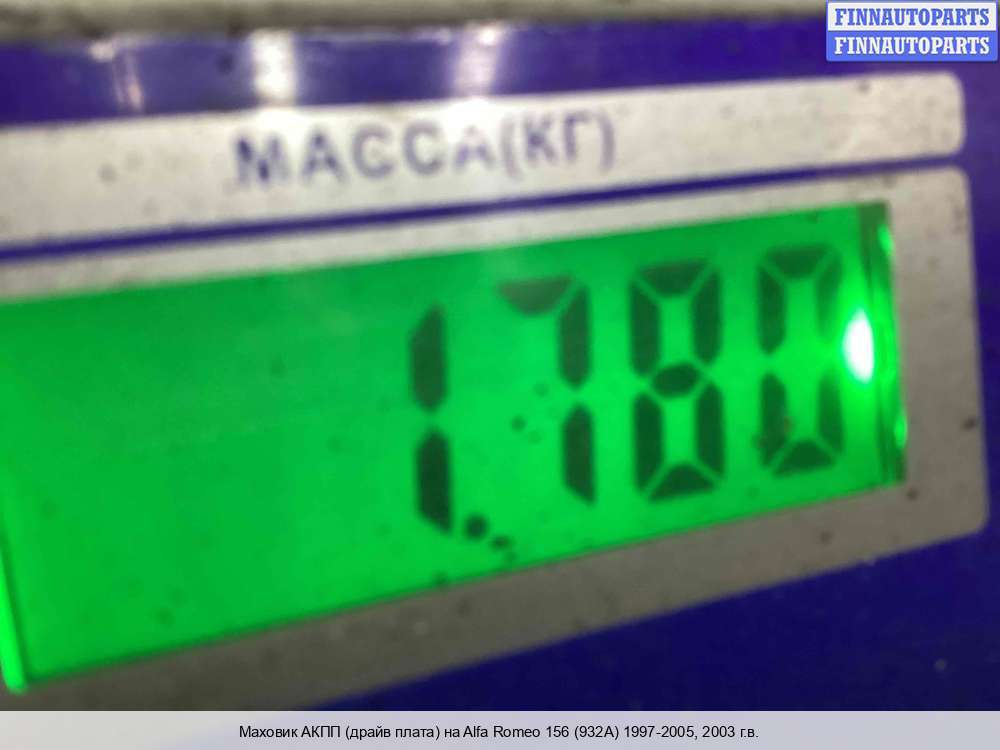 FINNAUTOPARTS
FINNAUTOPARTS
МАССА(КГ)
1.780
Маховик АКПП (драйв плата) на Alfa Romeo 156 (932A) 1997-2005, 2003 г.в.